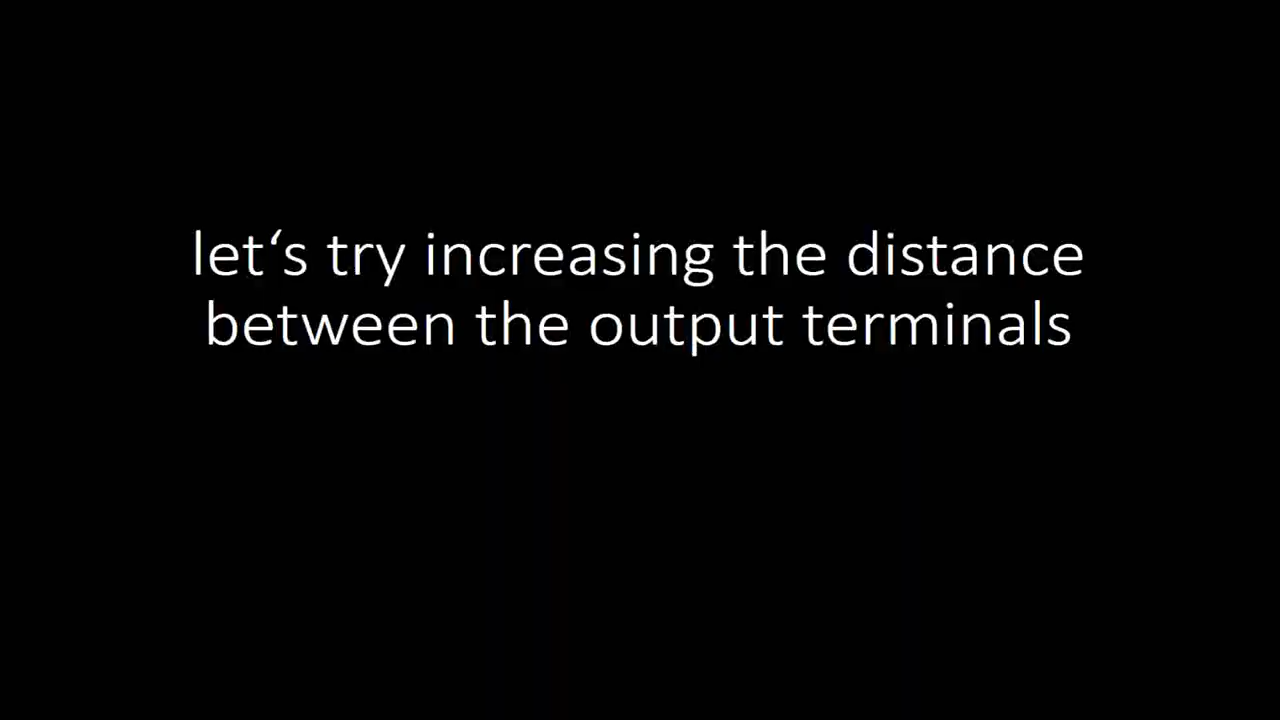 let‘s try increasing the distance
between the output terminals